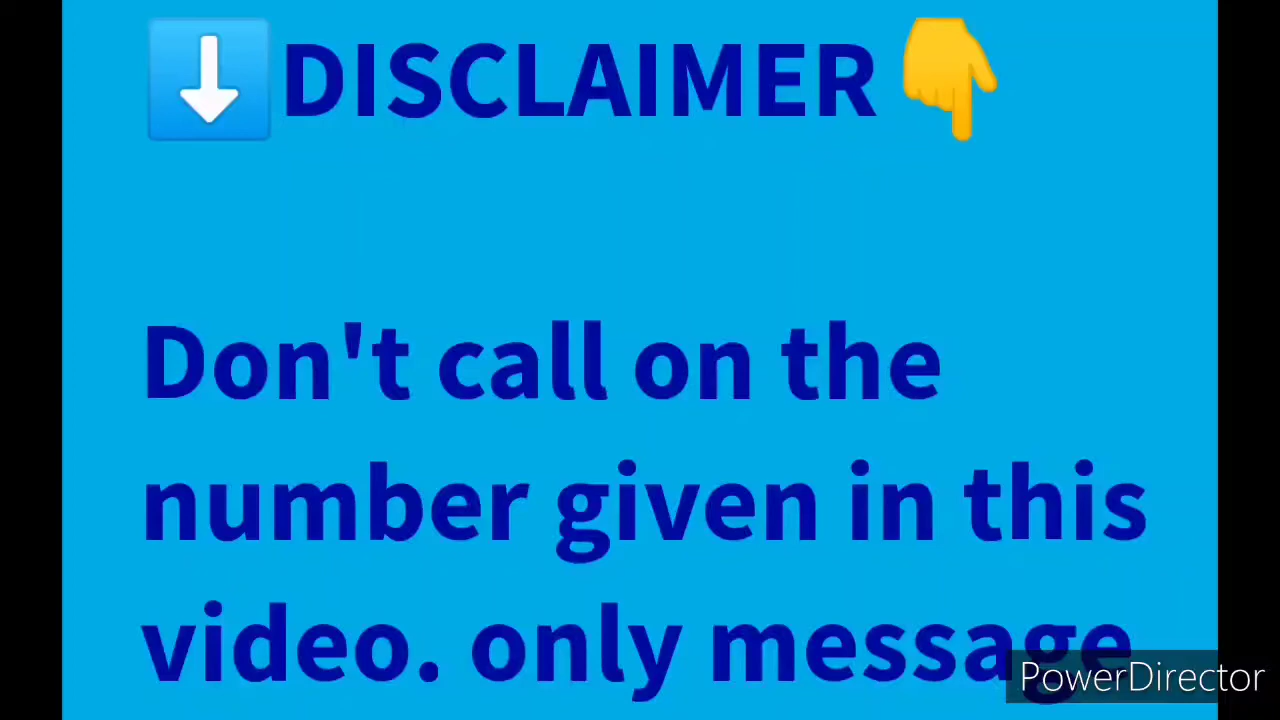 ⬇️DISCLAIMER👇
Don't call on the
number given in this
video. only message
PowerDirector